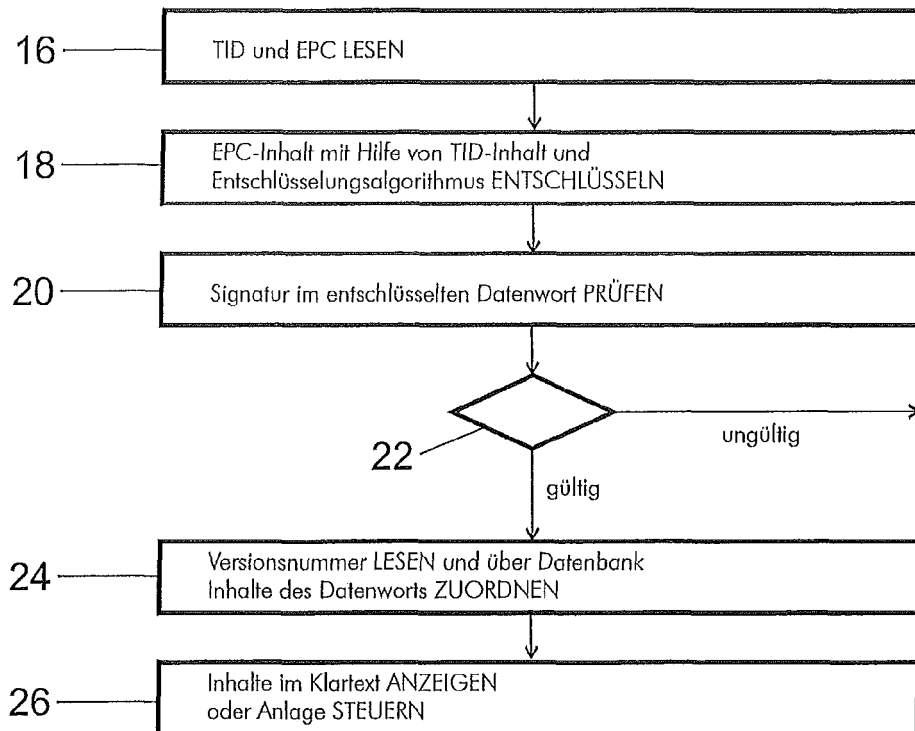 16
TID und EPC LESEN
18
EPC-Inhalt mit Hilfe von TID-Inhalt und
Entschlüsselungsalgorithmus ENTSCHLÜSSELN
20
Signatur im entschlüsselten Datenwort PRÜFEN
22
ungültig
gültig
24
Versionsnummer LESEN und über Datenbank
Inhalte des Datenworts ZUORDNEN
26
Inhalte im Klartext ANZEIGEN
oder Anlage STEUERN